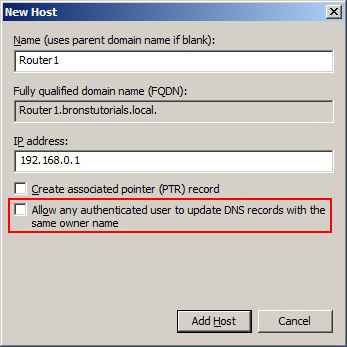 New Host
Name (uses parent domain name if blank):
Router1
Fully qualified domain name (FQDN):
Router1.bronstutorials.local.
IP address:
192.168.0.1
Create associated pointer (PTR) record
Allow any authenticated user to update DNS records with the
same owner name
Add Host
Cancel